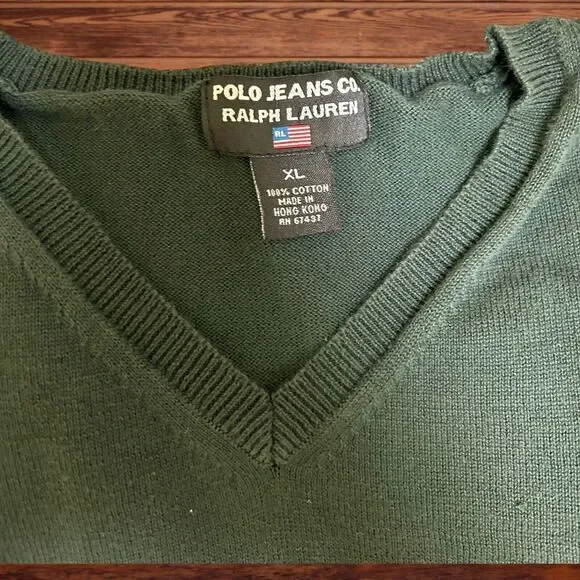 POLO JEANS CO.
RALPH LAUREN
RL
XL
100% COTTON
MADE IN
HONG KONG
RN 67437